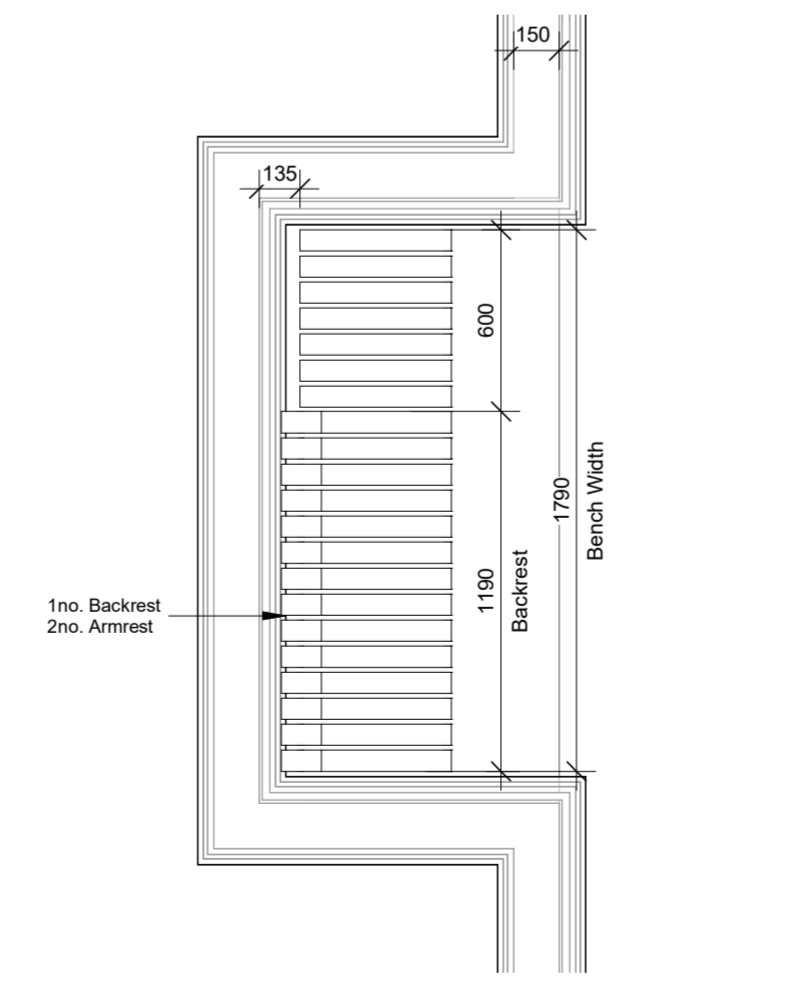 150
135
600
1790
Bench Width
1190
Backrest
1no. Backrest
2no. Armrest